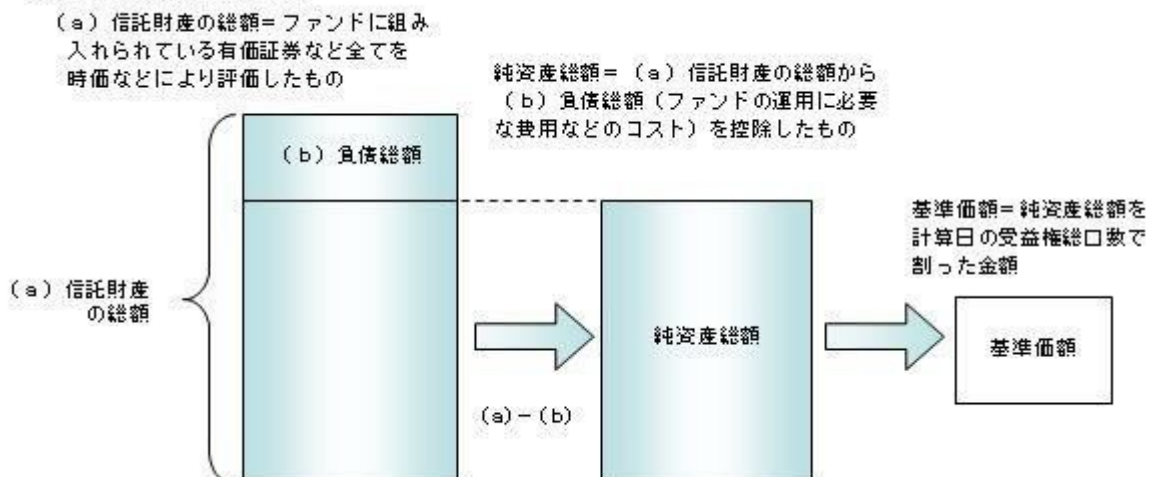 (a)信託財産の総額=ファンドに組み
入れられている有価証券など全てを
時価などにより評価したもの
純資産総額=(a)信託財産の総額から
(b)負債総額(ファンドの運用に必要
な費用などのコスト)を控除したもの
(b)負債総額
基準価額=純資産総額を
計算日の受益権総口数で
割った金額
(a)信託財産
の総額
純資産総額
基準価額
(a)-(b)